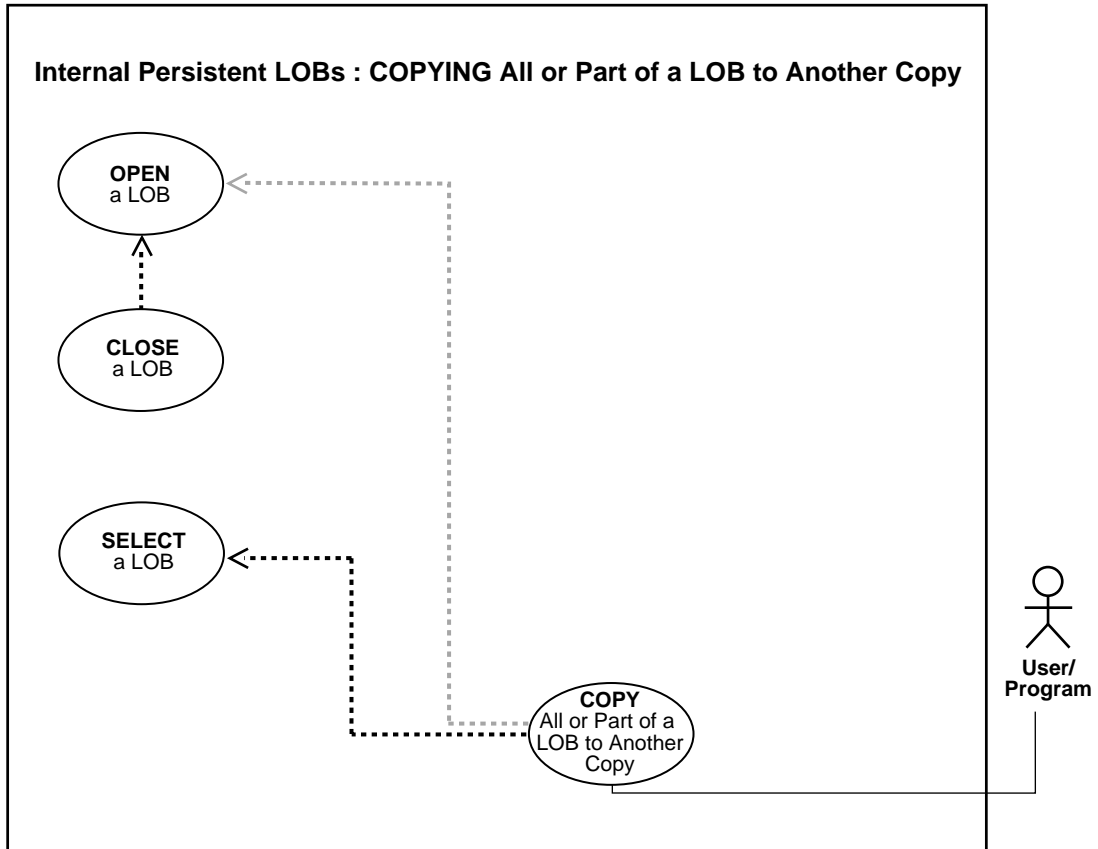 Internal Persistent LOBs : COPYING All or Part of a LOB to Another Copy
OPEN
a LOB
CLOSE
a LOB
SELECT
a LOB
User/
Program
COPY
All or Part of a
LOB to Another
Copy